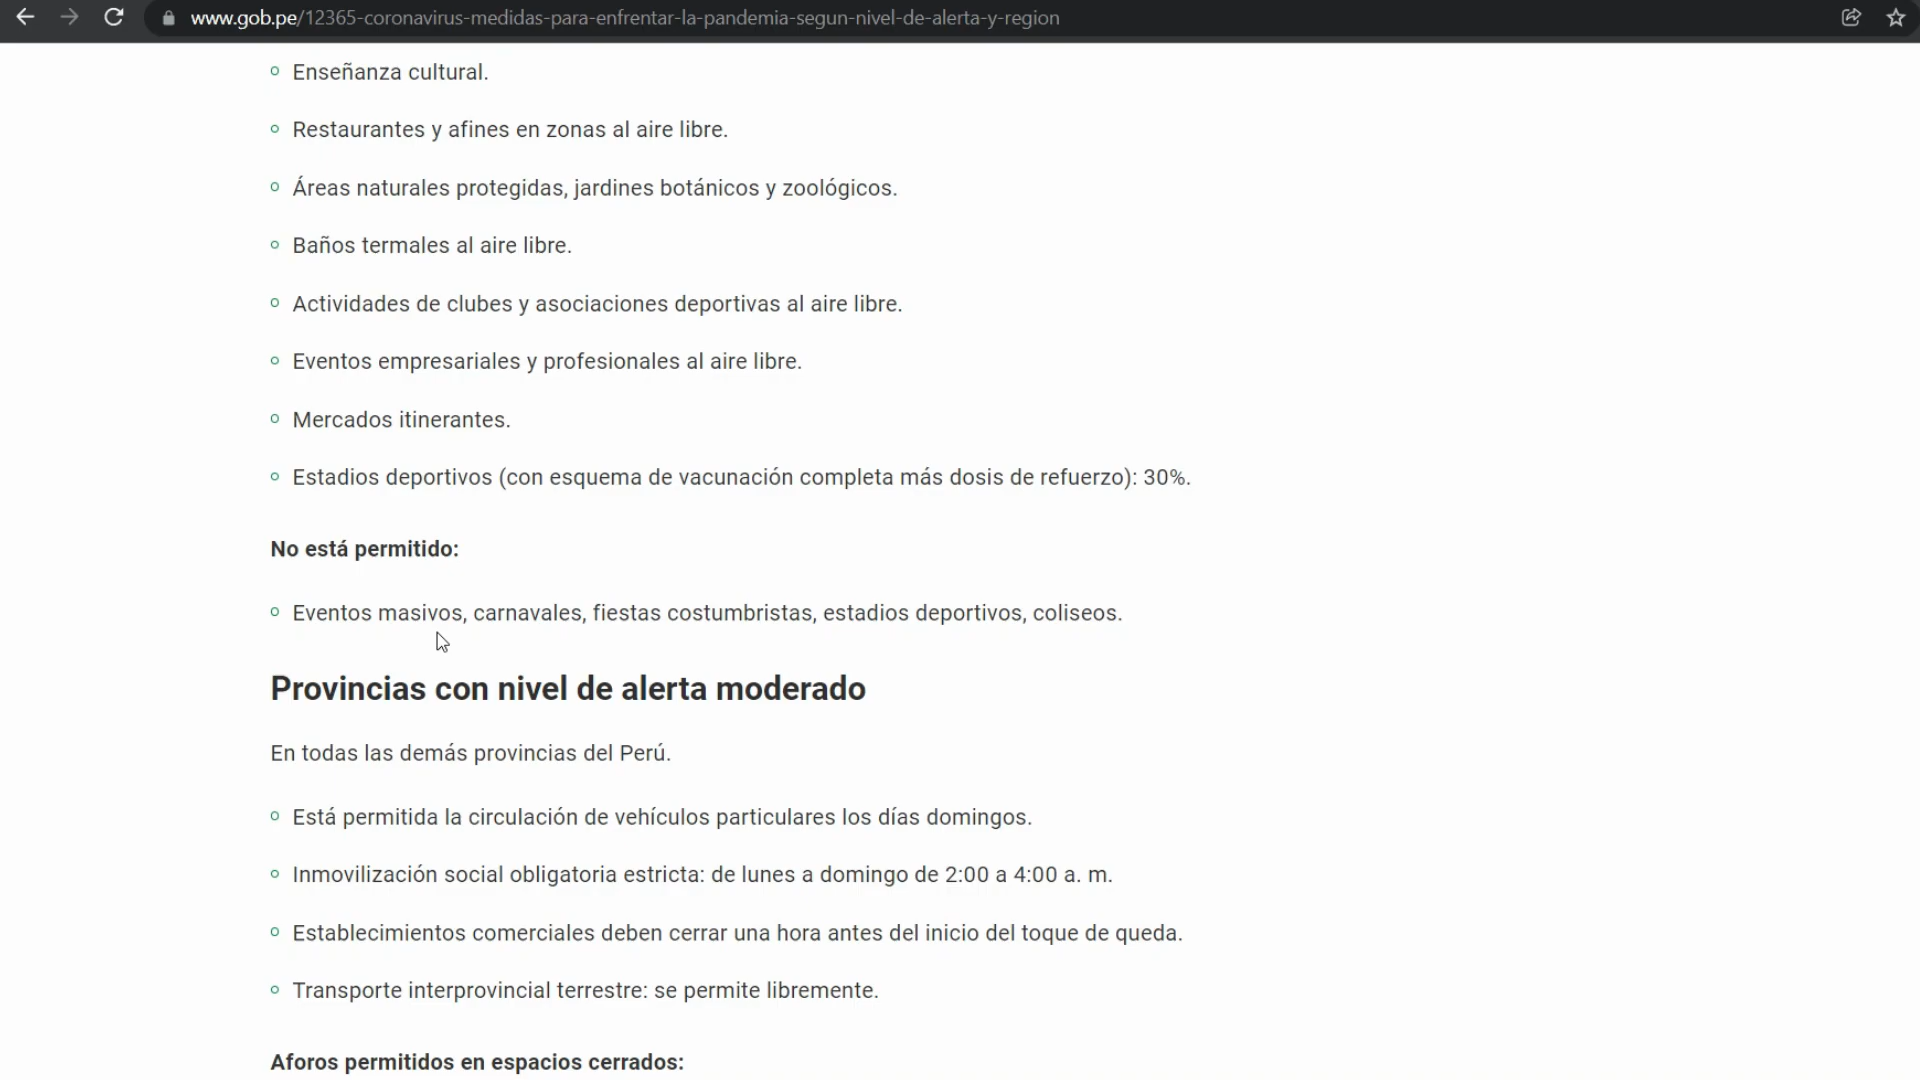 www.gob.pe/12365-coronavirus-medidas-para-enfrentar-la-pandemia-segun-nivel-de-alerta-y-region
Enseñanza cultural.
Restaurantes y afines en zonas al aire libre.
Áreas naturales protegidas, jardines botánicos y zoológicos.
Baños termales al aire libre.
Actividades de clubes y asociaciones deportivas al aire libre.
Eventos empresariales y profesionales al aire libre.
Mercados itinerantes.
Estadios deportivos (con esquema de vacunación completa más dosis de refuerzo): 30%.
No está permitido:
Eventos masivos, carnavales, fiestas costumbristas, estadios deportivos, coliseos.
Provincias con nivel de alerta moderado
En todas las demás provincias del Perú.
Está permitida la circulación de vehículos particulares los días domingos.
Inmovilización social obligatoria estricta: de lunes a domingo de 2:00 a 4:00 a. m.
Establecimientos comerciales deben cerrar una hora antes del inicio del toque de queda.
Transporte interprovincial terrestre: se permite libremente.
Aforos permitidos en espacios cerrados: